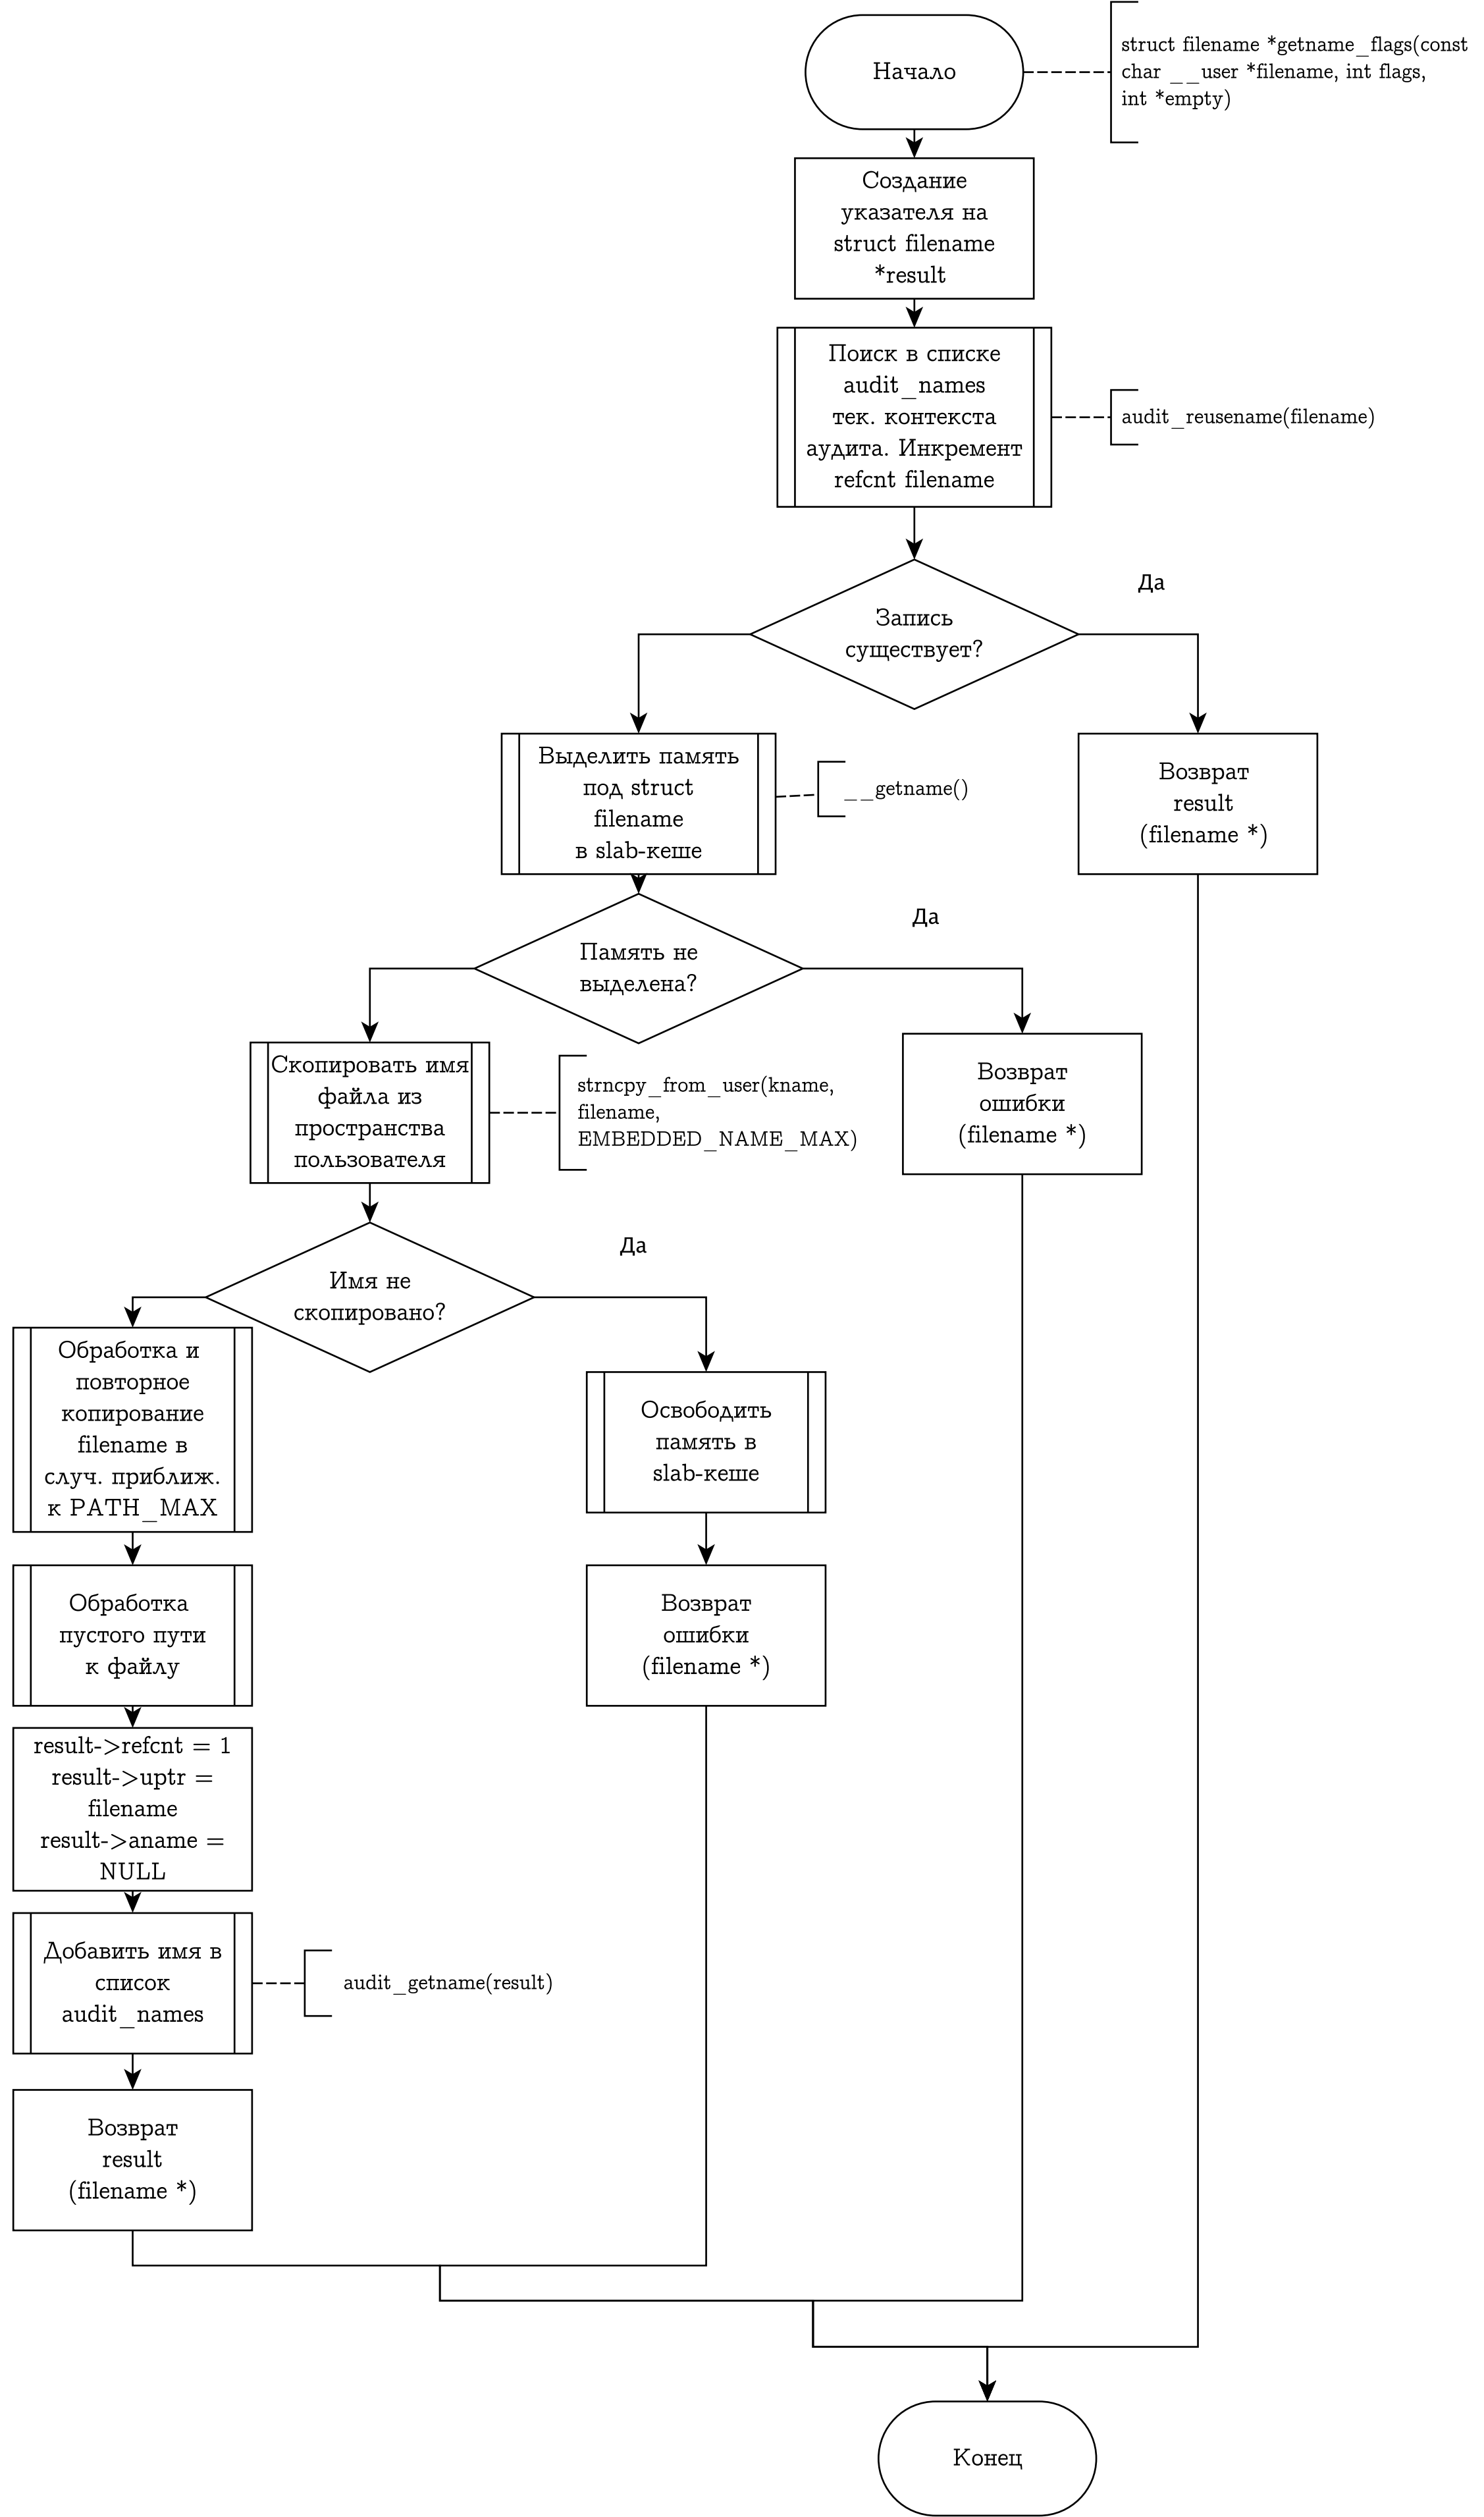 Начало
struct filename *getname_flags(const
char __user *filename, int flags,
int *empty)
Создание
указателя на
struct filename
*result
Поиск в списке
audit_names
тек. контекста
аудита. Инкремент
refcnt filename
audit_reusename(filename)
Да
Запись
существует?
Выделить память
под struct
filename
в slab-кеше
__getname()
Возврат
result
(filename *)
Да
Память не
выделена?
Скопировать имя
файла из
пространства
пользователя
strncpy_from_user(kname,
filename,
EMBEDDED_NAME_MAX)
Возврат
ошибки
(filename *)
Да
Имя не
скопировано?
Обработка и
повторное
копирование
filename в
случ. приближ.
к PATH_MAX
Освободить
память в
slab-кеше
Обработка
пустого пути
к файлу
Возврат
ошибки
(filename *)
result->refcnt = 1
result->uptr =
filename
result->aname =
NULL
Добавить имя в
список
audit_names
audit_getname(result)
Возврат
result
(filename *)
Конец